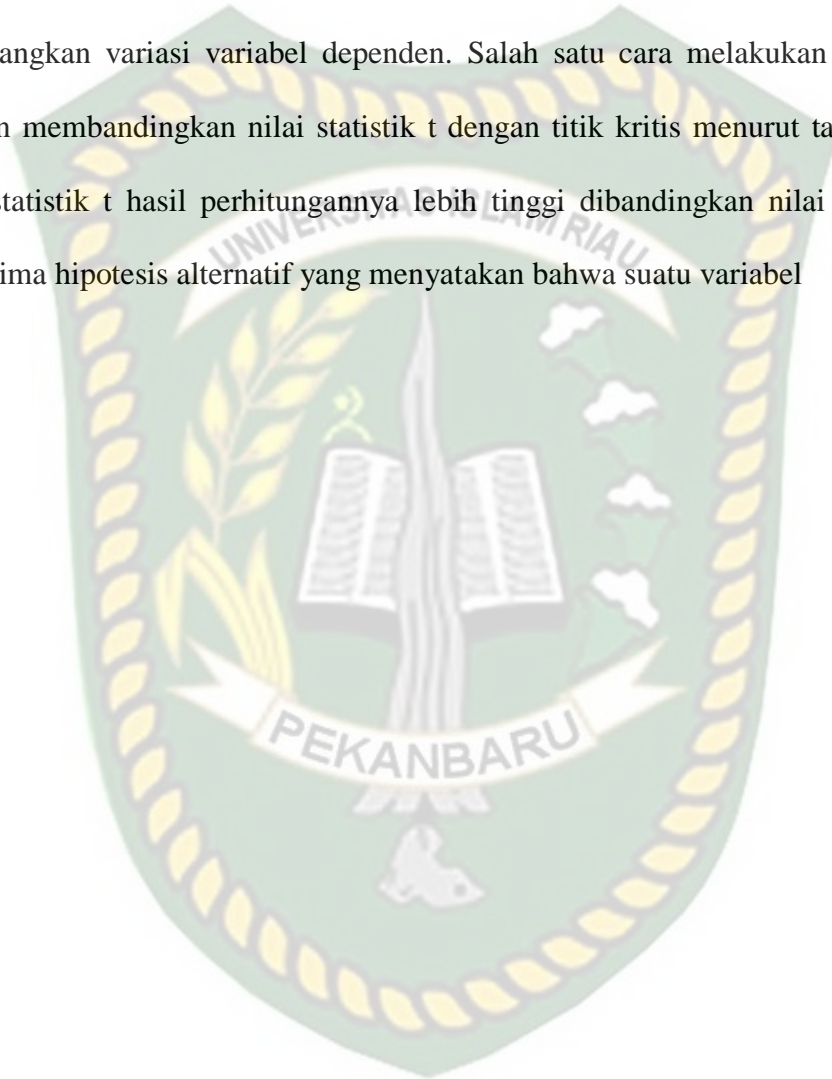 angkan variasi variabel dependen. Salah satu cara melakukan
n membandingkan nilai statistik t dengan titik kritis menurut ta
statistik t hasil perhitungannya lebih tinggi dibandingkan nilai
ima hipotesis alternatif yang menyatakan bahwa suatu variabel
UNIVERSITAS ISLAM RIAU
PEKANBARU